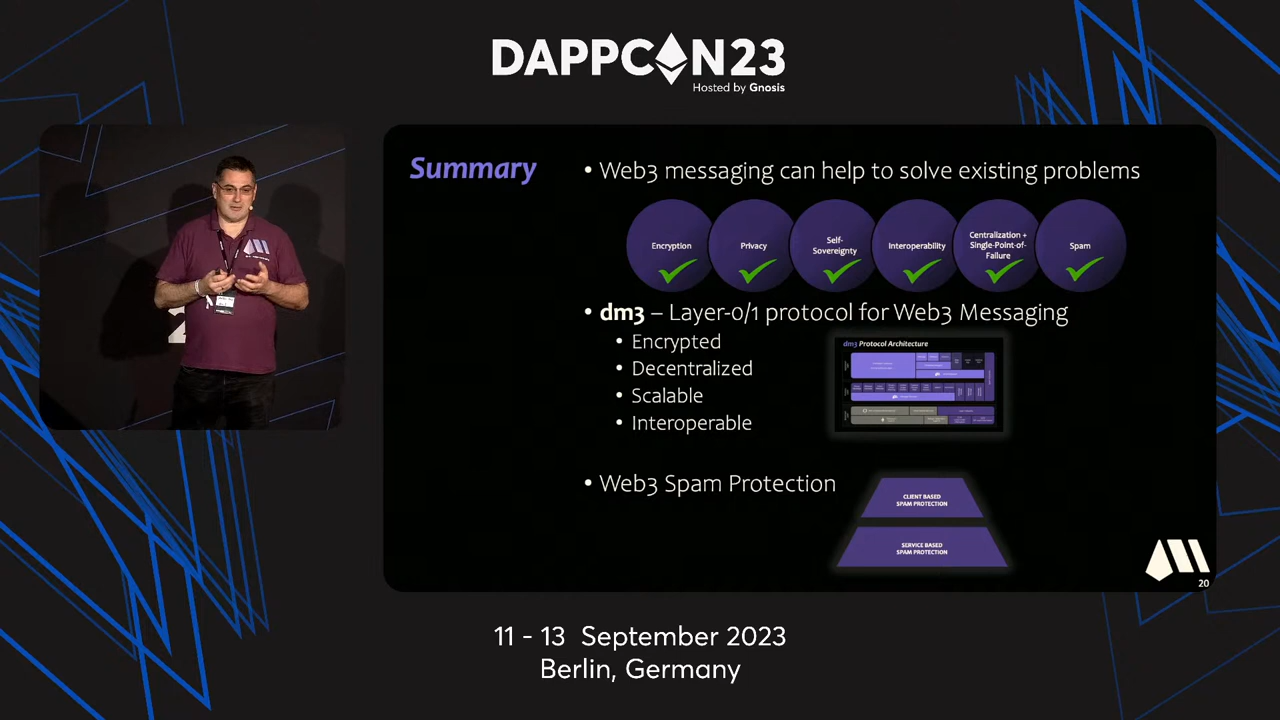 DAPPCON23
Hosted by Gnosis
Summary
• Web3 messaging can help to solve existing problems
Encryption
Privacy
Self-
Sovereignty
Interoperability
Centralization +
Single-Point-of-
Failure
Spam
• dm3 – Layer-0/1 protocol for Web3 Messaging
• Encrypted
• Decentralized
• Scalable
• Interoperable
dm3 Protocol Architecture
• Web3 Spam Protection
CLIENT BASED
SPAM PROTECTION
SERVICE BASED
SPAM PROTECTION
20
11 - 13 September 2023
Berlin, Germany